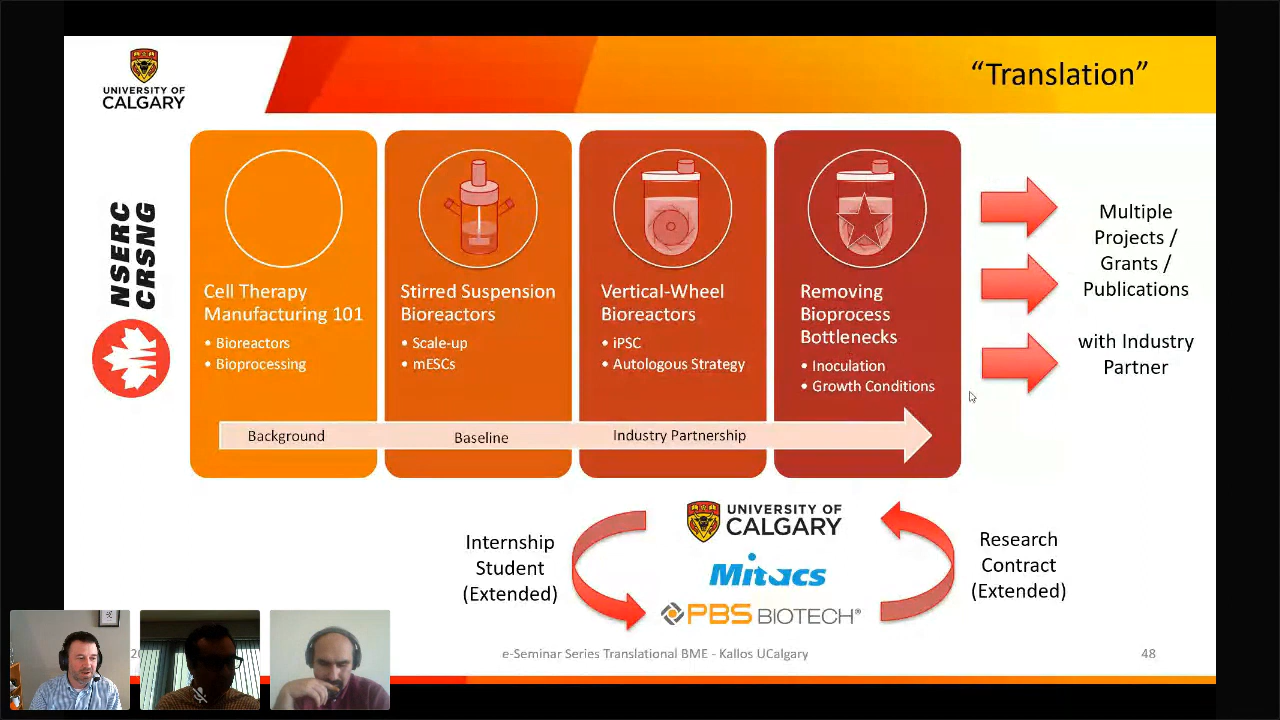 UNIVERSITY OF
CALGARY
“Translation”
NSERC
CRSNG
Cell Therapy
Manufacturing 101
• Bioreactors
• Bioprocessing
Stirred Suspension
Bioreactors
• Scale-up
• mESCs
Vertical-Wheel
Bioreactors
• iPSC
• Autologous Strategy
Removing
Bioprocess
Bottlenecks
• Inoculation
• Growth Conditions
Background
Baseline
Industry Partnership
Multiple
Projects /
Grants /
Publications
with Industry
Partner
Internship
Student
(Extended)
UNIVERSITY OF
CALGARY
Mitacs
PBS BIOTECH®
Research
Contract
(Extended)
e-Seminar Series Translational BME - Kallos UCalgary
48